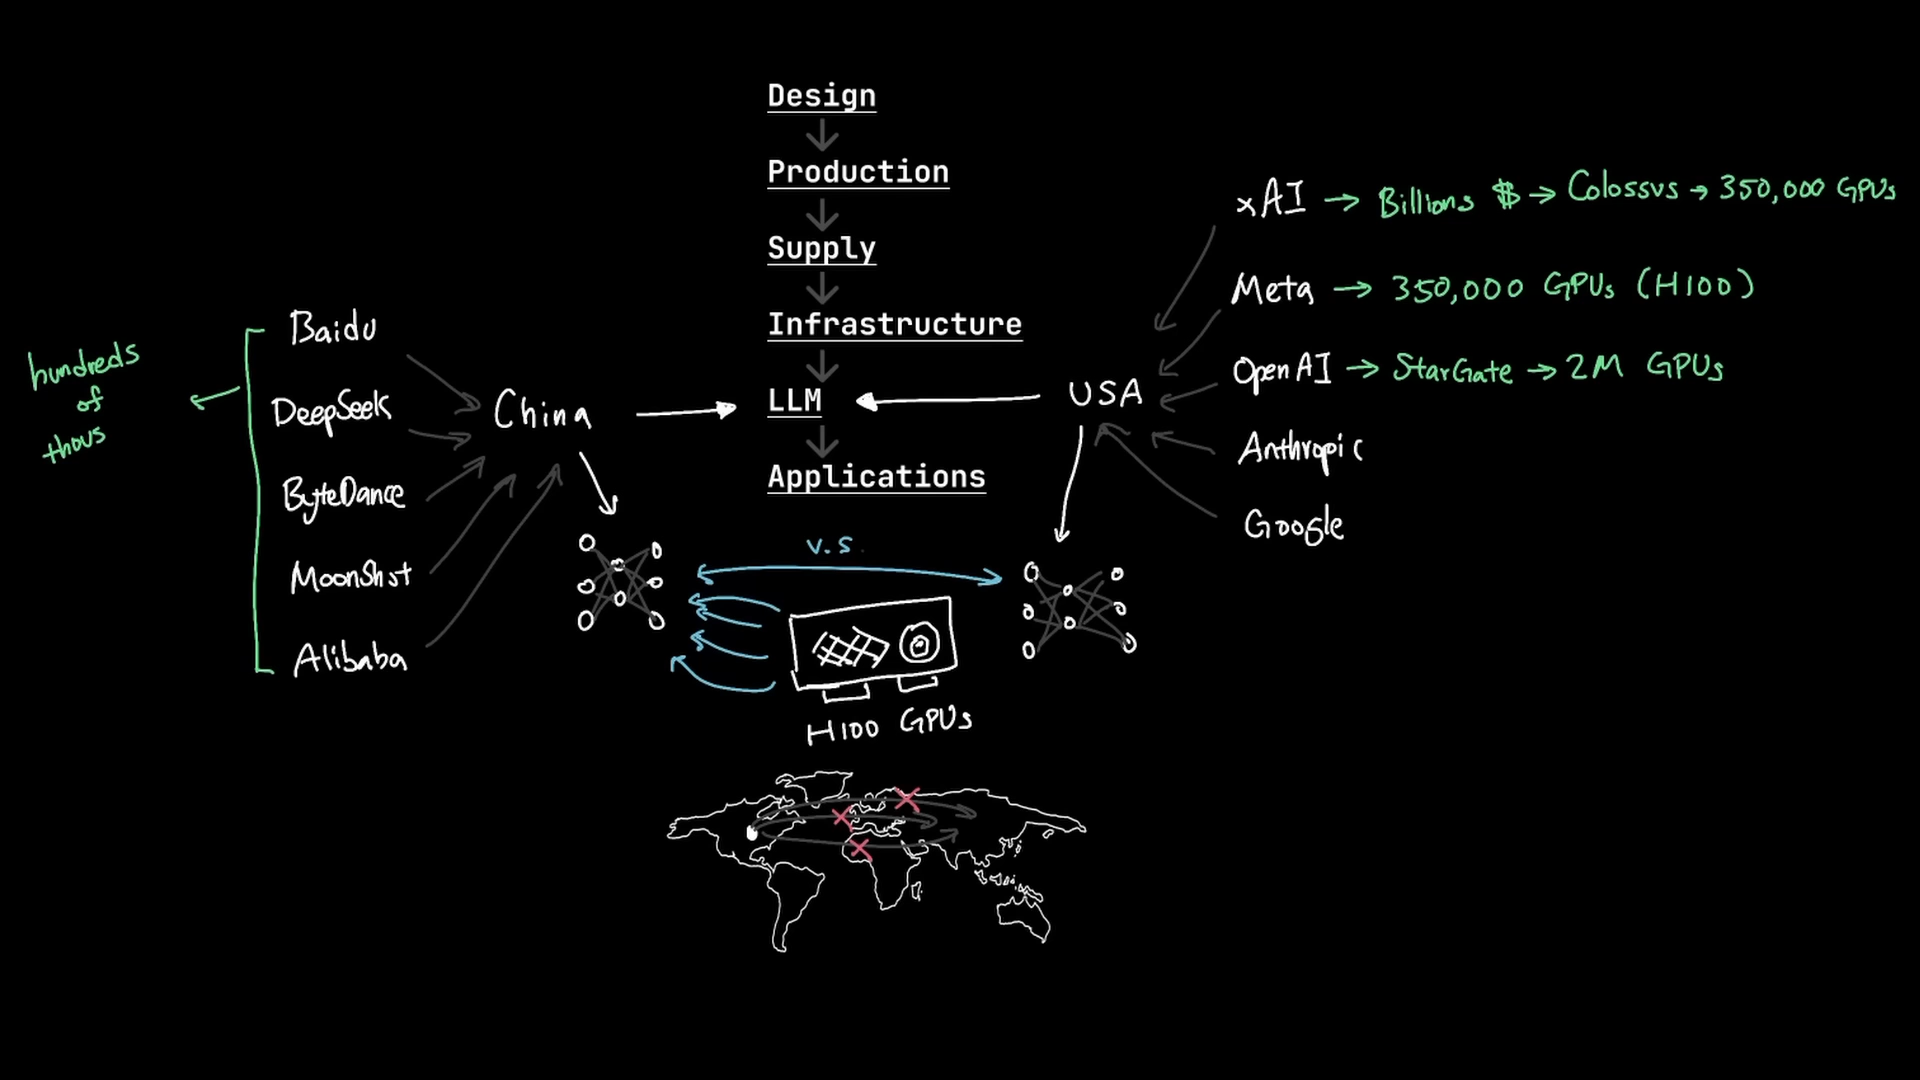 Design
Production
Supply
Infrastructure
LLM
Applications
hundreds
of
thous
Baidu
DeepSeek
ByteDance
MoonShst
Alibaba
China
USA
xAI → Billions $ → Colossus → 350,000 GPUs
Meta → 350,000 GPUs (H100)
OpenAI → StarGate → 2M GPUs
Anthropic
Google
v.s.
H100 GPUs